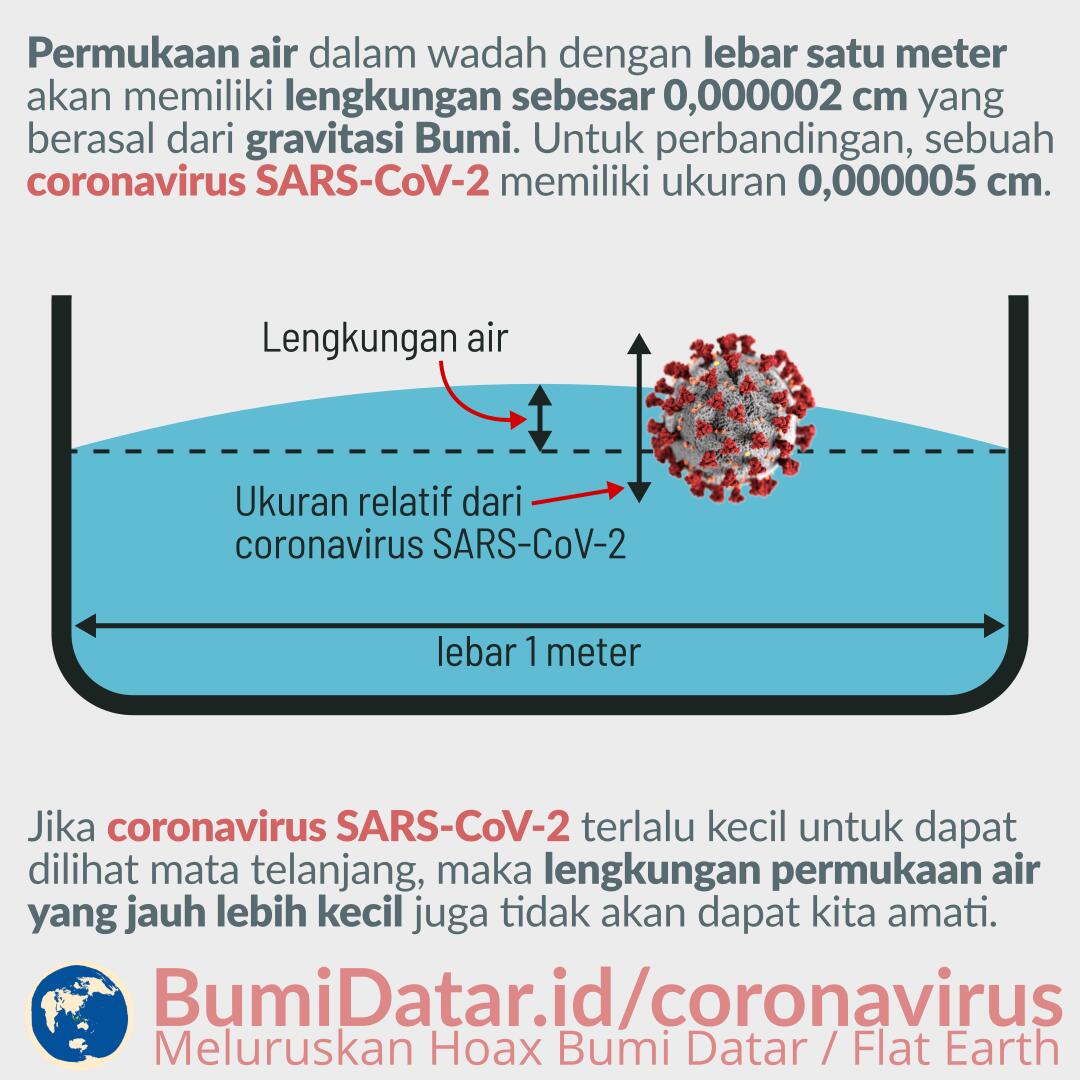 Permukaan air dalam wadah dengan lebar satu meter
akan memiliki lengkungan sebesar 0,000002 cm yang
berasal dari gravitasi Bumi. Untuk perbandingan, sebuah
coronavirus SARS-CoV-2 memiliki ukuran 0,000005 cm.
Lengkungan air
Ukuran relatif dari
coronavirus SARS-CoV-2
lebar 1 meter
Jika coronavirus SARS-CoV-2 terlalu kecil untuk dapat
dilihat mata telanjang, maka lengkungan permukaan air
yang jauh lebih kecil juga tidak akan dapat kita amati.
BumiDatar.id/coronavirus
Meluruskan Hoax Bumi Datar / Flat Earth